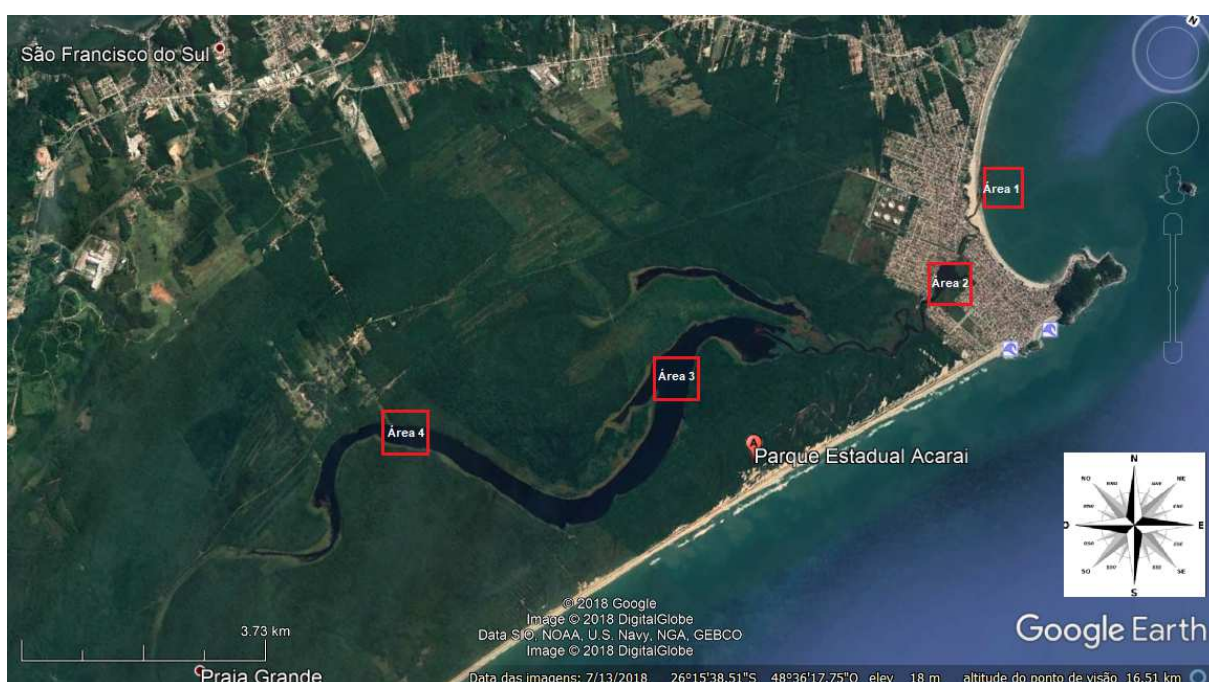 N
São Francisco do Sul
Área 1
Área 2
Área 3
Área 4
A
Parque Estadual Acarai
N
NO
NE
O
E
SO
SE
S
© 2018 Google
Image © 2018 DigitalGlobe
Data SIO, NOAA, U.S. Navy, NGA, GEBCO
Image © 2018 DigitalGlobe
3.73 km
Google Earth
Praia Grande
Data das imagens: 7/13/2018 26°15'38.51"S 48°36'17.75"O elev 18 m altitude do ponto de visão 16.51 km